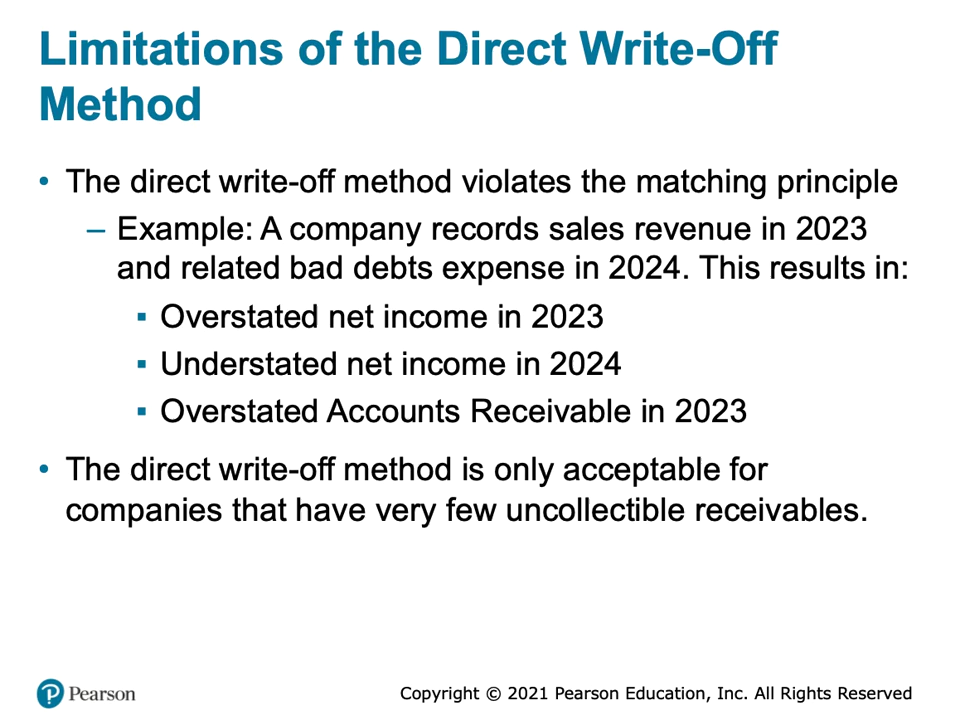 Limitations of the Direct Write-Off
Method
• The direct write-off method violates the matching principle
– Example: A company records sales revenue in 2023
and related bad debts expense in 2024. This results in:
▪ Overstated net income in 2023
▪ Understated net income in 2024
▪ Overstated Accounts Receivable in 2023
• The direct write-off method is only acceptable for
companies that have very few uncollectible receivables.
P Pearson
Copyright © 2021 Pearson Education, Inc. All Rights Reserved